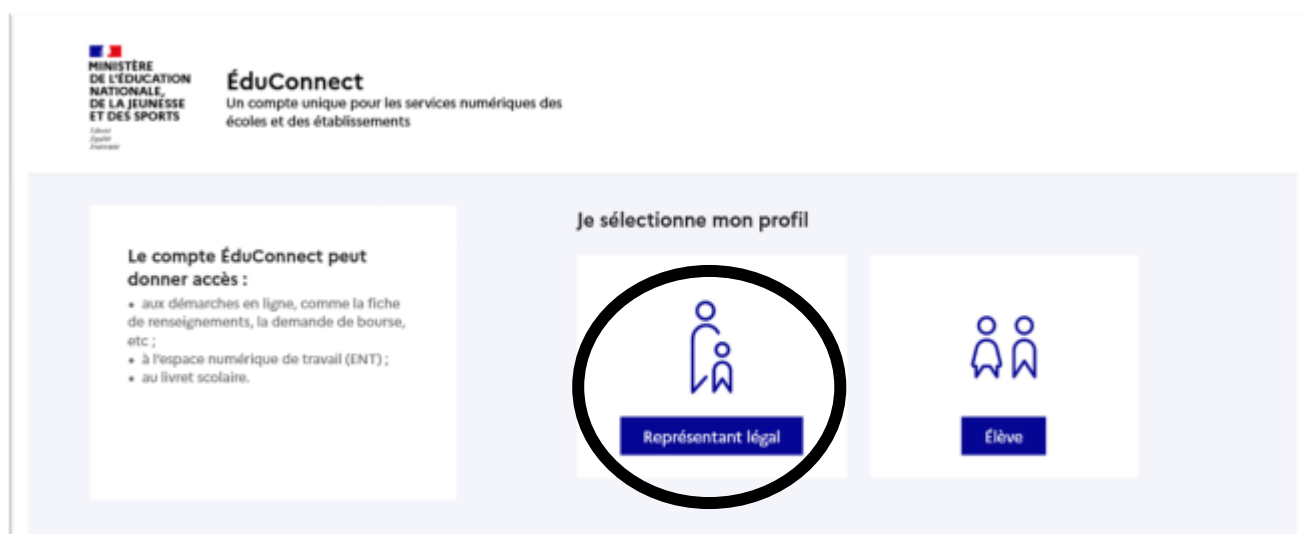 MINISTÈRE
DE L'ÉDUCATION
NATIONALE,
DE LA JEUNESSE
ET DES SPORTS
Liberté
Égalité
Fraternité
ÉduConnect
Un compte unique pour les services numériques des
écoles et des établissements
Le compte ÉduConnect peut
donner accès :
• aux démarches en ligne, comme la fiche
de renseignements, la demande de bourse,
etc ;
• à l'espace numérique de travail (ENT) ;
• au livret scolaire.
Je sélectionne mon profil
Représentant légal
Élève